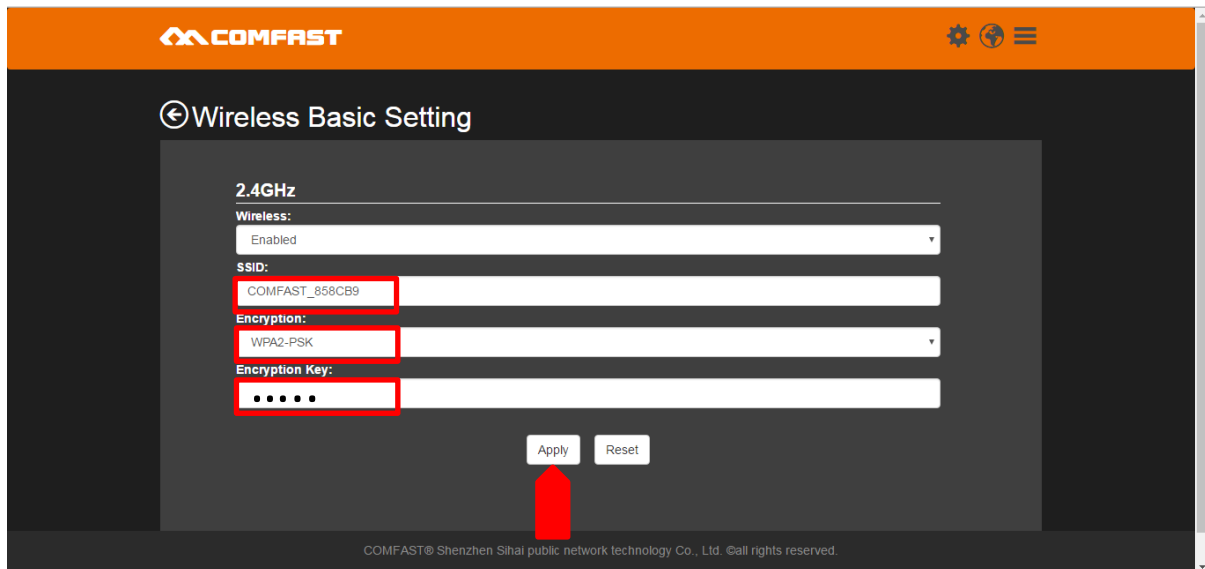 COMFAST
Wireless Basic Setting
2.4GHz
Wireless:
Enabled
SSID:
COMFAST_858CB9
Encryption:
WPA2-PSK
Encryption Key:
•••••
Apply Reset
COMFAST® Shenzhen Sihai public network technology Co., Ltd. ©all rights reserved.